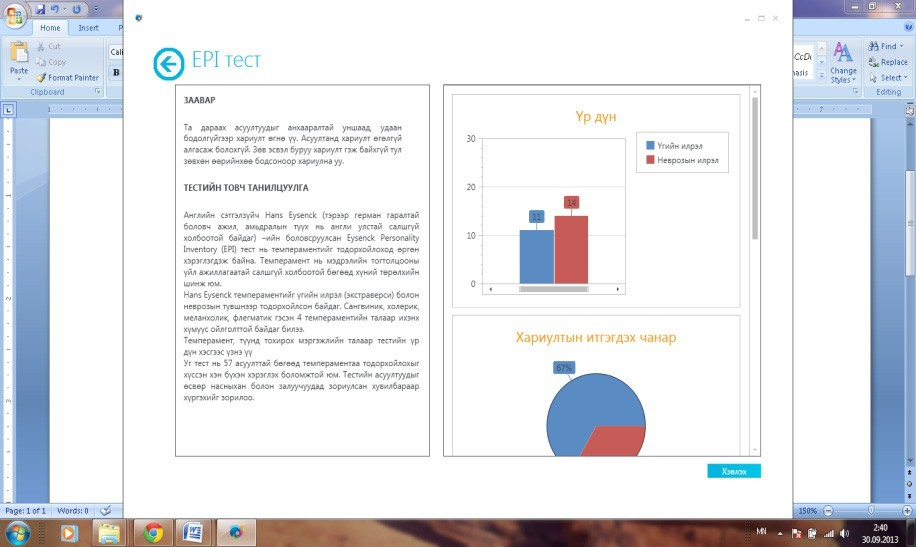 Home
Insert
P
Cut
Copy
Format Painter
Paste
Clipboard
Cali
B
EPI тест
ЗААВАР
Та дараах асуултуудыг анхааралтай уншаад, удаан
бодолгүйгээр хариулт өгнө үү. Асуултанд хариулт өгөлгүй
алгасаж болохгүй. Зөв эсвэл буруу хариулт гэж байхгүй тул
зөвхөн өөрийнхөө бодсоноор хариулна уу.
ТЕСТИЙН ТОВЧ ТАНИЛЦУУЛГА
Английн сэтгэлзүйч Hans Eysenck (тэрээр герман гаралтай
боловч ажил, амьдралын түүх нь англи улстай салшгүй
холбоотой байдаг) –ийн боловсруулсан Eysenck Personality
Inventory (EPI) тест нь темпераментийг тодорхойлоход өргөн
хэрэглэгдэж байна. Темперамент нь мэдрэлийн тогтолцооны
үйл ажиллагаатай салшгүй холбоотой бөгөөд хүний төрөлхийн
шинж юм.
Hans Eysenck темпераментийг үгийн илрэл (экстраверси) болон
неврозын түвшнээр тодорхойлсон байдаг. Сангвиник, холерик,
меланхолик, флегматик гэсэн 4 темпераментийн талаар ихэнх
хүмүүс ойлголттой байдаг билээ.
Темперамент, түүнд тохирох мэргэжлийн талаар тестийн үр
дүн хэсгээс үзнэ үү
Уг тест нь 57 асуулттай бөгөөд темпераментаа тодорхойлохыг
хүссэн хэн бүхэн хэрэглэх боломжтой юм. Тестийн асуултуудыг
өсвөр насныхан болон залуучуудад зориулсан хувилбараар
хүргэхийг зорилоо.
Үр дүн
30
20
10
0
11
14
Үгийн илрэл
Неврозын илрэл
Хариултын итгэгдэх чанар
67%
Хэвлэх
Change
Styles
Find
Replace
Select
Editing
Page: 1 of 1
Words: 0
150%
MN
2:40
30.09.2013